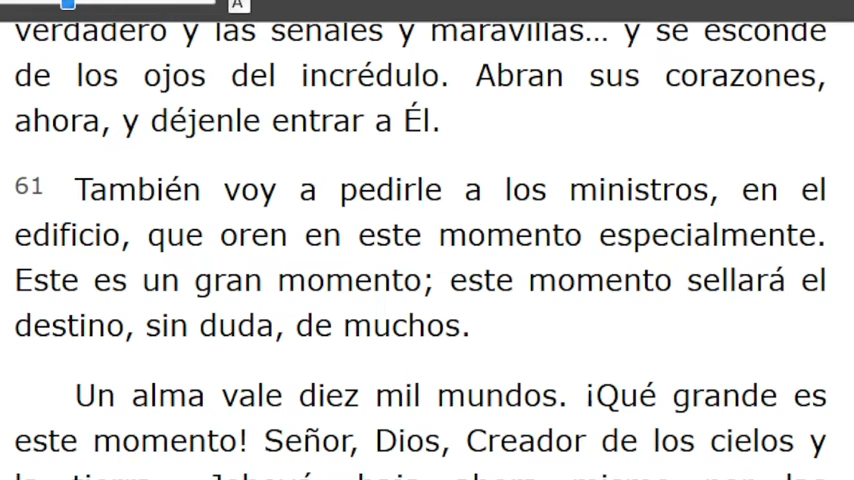 A
verdadero y las señales y maravillas... y se esconde
de los ojos del incrédulo. Abran sus corazones,
ahora, y déjenle entrar a Él.
61 También voy a pedirle a los ministros, en el
edificio, que oren en este momento especialmente.
Este es un gran momento; este momento sellará el
destino, sin duda, de muchos.
Un alma vale diez mil mundos. ¡Qué grande es
este momento! Señor, Dios, Creador de los cielos y